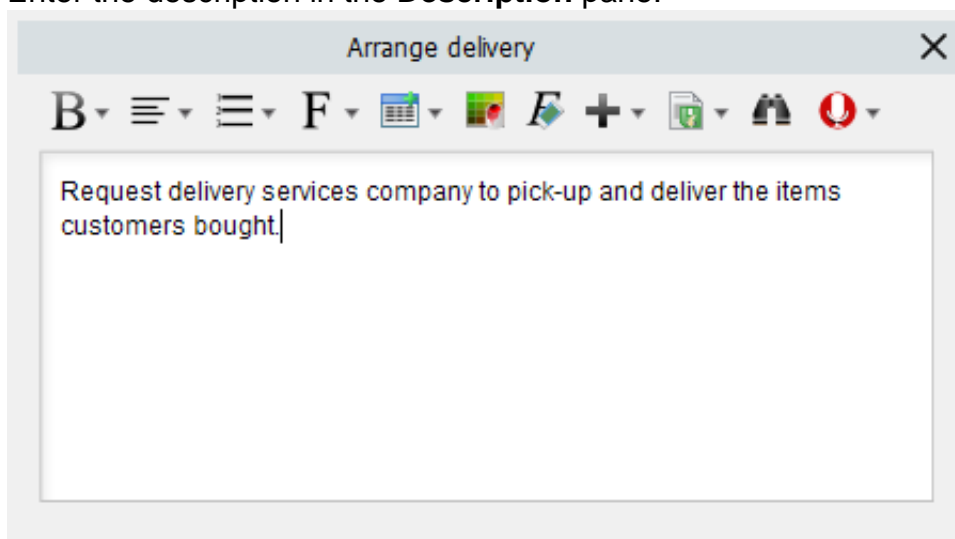 Enter the description in the Description pane.
Arrange delivery
B F F
Request delivery services company to pick-up and deliver the items
customers bought.